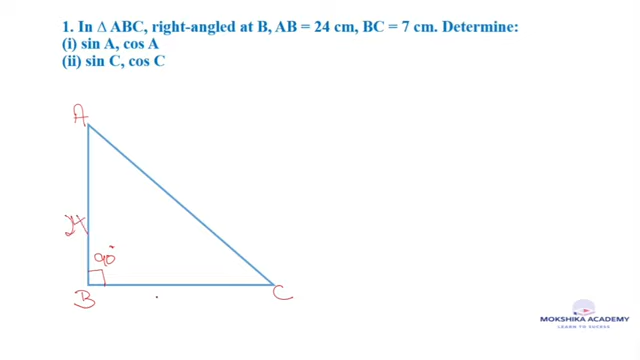 1. In Δ ABC, right-angled at B, AB = 24 cm, BC = 7 cm. Determine:
(i) sin A, cos A
(ii) sin C, cos C
A
24
90°
B
C
MOKSHIKA ACADEMY
LEARN TO SUCCEED